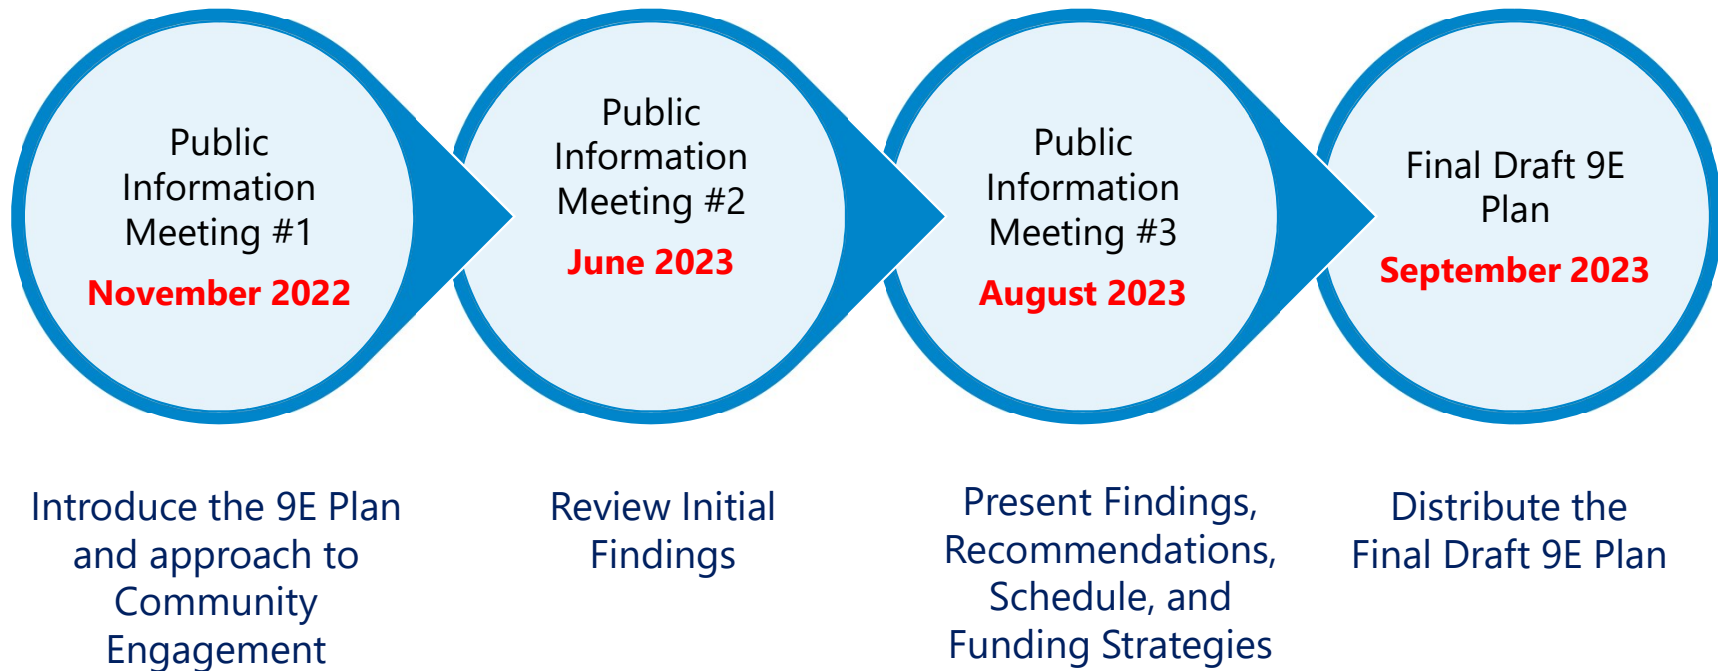 Public
Information
Meeting #1
November 2022
Public
Information
Meeting #2
June 2023
Public
Information
Meeting #3
August 2023
Final Draft 9E
Plan
September 2023
Introduce the 9E Plan
and approach to
Community
Engagement
Review Initial
Findings
Present Findings,
Recommendations,
Schedule, and
Funding Strategies
Distribute the
Final Draft 9E Plan